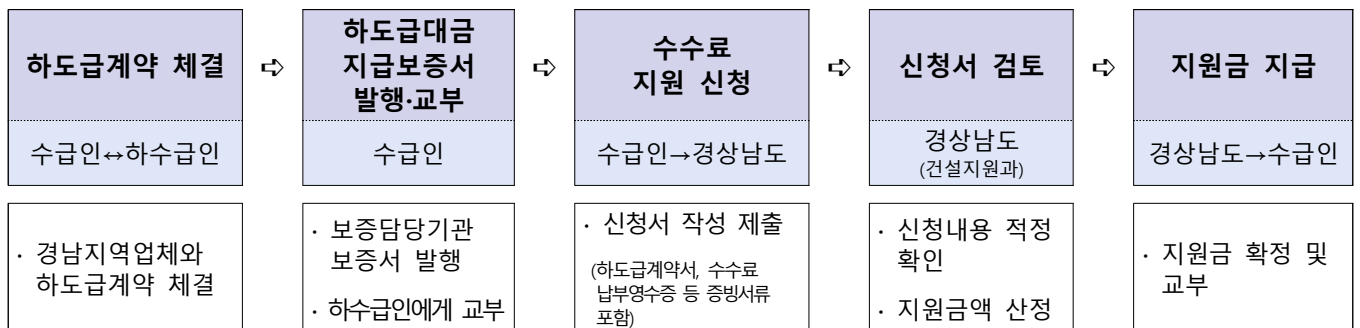 하도급계약 체결
⇨
하도급대금
지급보증서
발행·교부
⇨
수수료
지원 신청
⇨
신청서 검토
⇨
지원금 지급
수급인↔하수급인
수급인
수급인→경상남도
경상남도
(건설지원과)
경상남도→수급인
· 경남지역업체와
하도급계약 체결
· 보증담당기관
보증서 발행
· 하수급인에게 교부
· 신청서 작성 제출
(하도급계약서, 수수료
납부영수증 등 증빙서류
포함)
· 신청내용 적정
확인
· 지원금액 산정
· 지원금 확정 및
교부